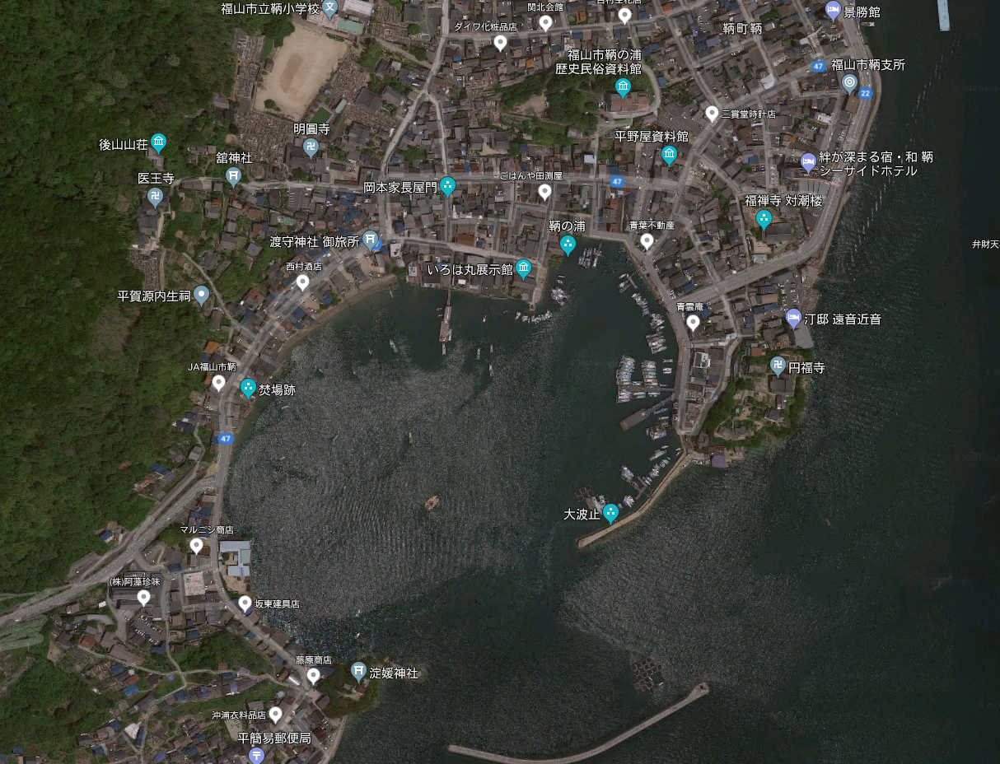 福山市立鞆小学校
関北会館
景勝館
ダイワ化粧品店
鞆町鞆
福山市鞆の浦
歴史民俗資料館
47
福山市鞆支所
22
三賞堂時計店
明圓寺
平野屋資料館
後山山荘
舘神社
絆が深まる宿・和 鞆
シーサイドホテル
医王寺
岡本家長屋門
ごはんや田渕屋
47
福禅寺 対潮楼
鞆の浦
青葉不動産
渡守神社 御旅所
弁財天
西村酒店
いろは丸展示館
平賀源内生祠
青雲庵
汀邸 遠音近音
JA福山市鞆
円福寺
焚場跡
47
大波止
マルニシ商店
(株)阿藻珍味
坂東建具店
藤原商店
淀媛神社
沖浦衣料品店
平簡易郵便局